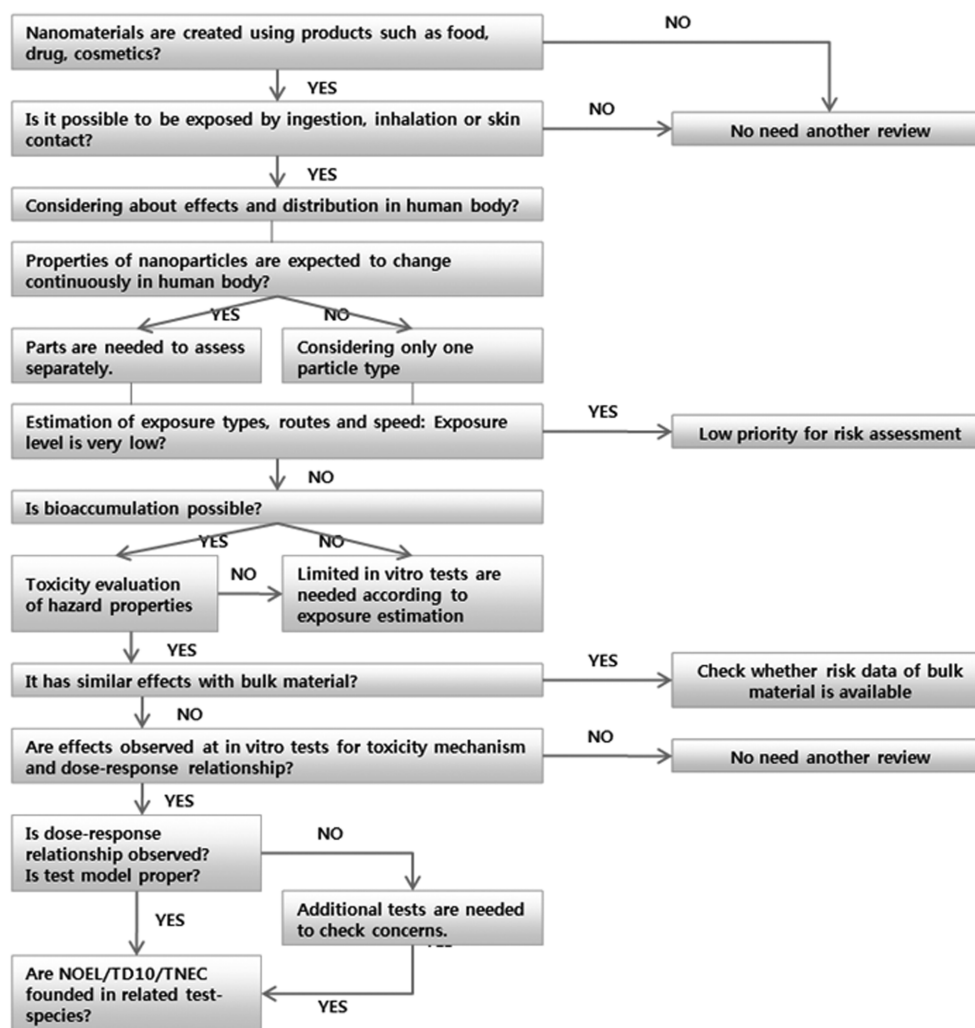 Nanomaterials are created using products such as food,
drug, cosmetics?
NO
YES
Is it possible to be exposed by ingestion, inhalation or skin
contact?
NO
No need another review
YES
Considering about effects and distribution in human body?
Properties of nanoparticles are expected to change
continuously in human body?
YES
NO
Parts are needed to assess
separately.
Considering only one
particle type
Estimation of exposure types, routes and speed: Exposure
level is very low?
YES
Low priority for risk assessment
NO
Is bioaccumulation possible?
YES
NO
Toxicity evaluation
of hazard properties
NO
Limited in vitro tests are
needed according to
exposure estimation
YES
It has similar effects with bulk material?
YES
Check whether risk data of bulk
material is available
NO
Are effects observed at in vitro tests for toxicity mechanism
and dose-response relationship?
NO
No need another review
YES
Is dose-response
relationship observed?
Is test model proper?
NO
YES
Additional tests are needed
to check concerns.
Are NOEL/TD10/TNEC
founded in related test-
species?
YES